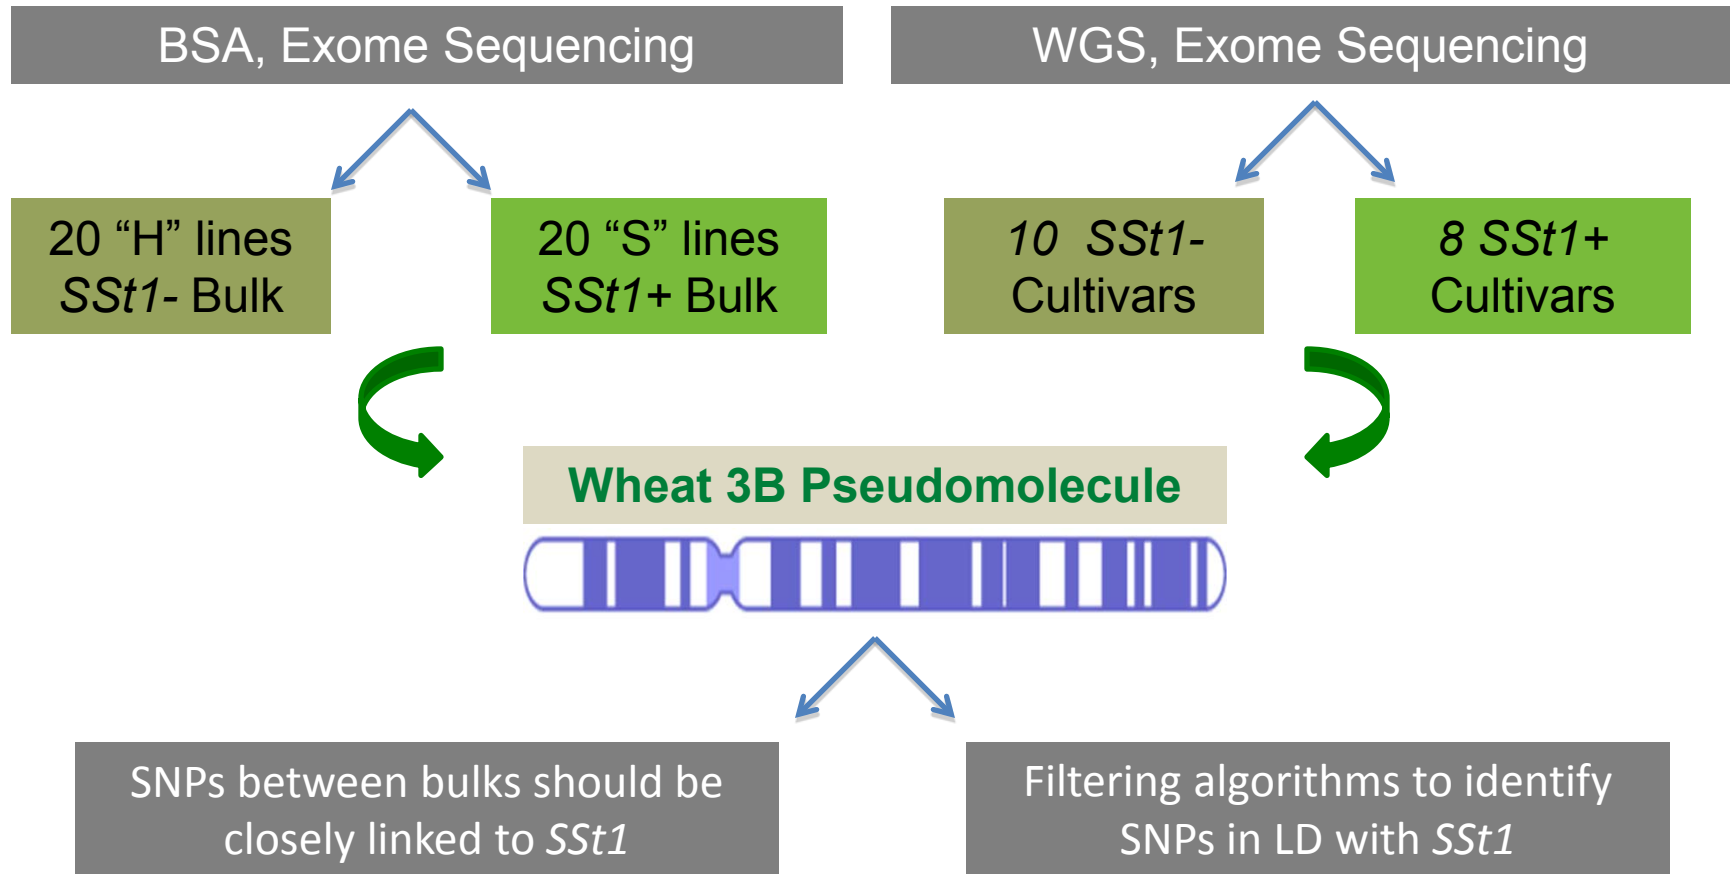 BSA, Exome Sequencing
WGS, Exome Sequencing
20 “H” lines
SSt1- Bulk
20 “S” lines
SSt1+ Bulk
10 SSt1-
Cultivars
8 SSt1+
Cultivars
Wheat 3B Pseudomolecule
SNPs between bulks should be
closely linked to SSt1
Filtering algorithms to identify
SNPs in LD with SSt1